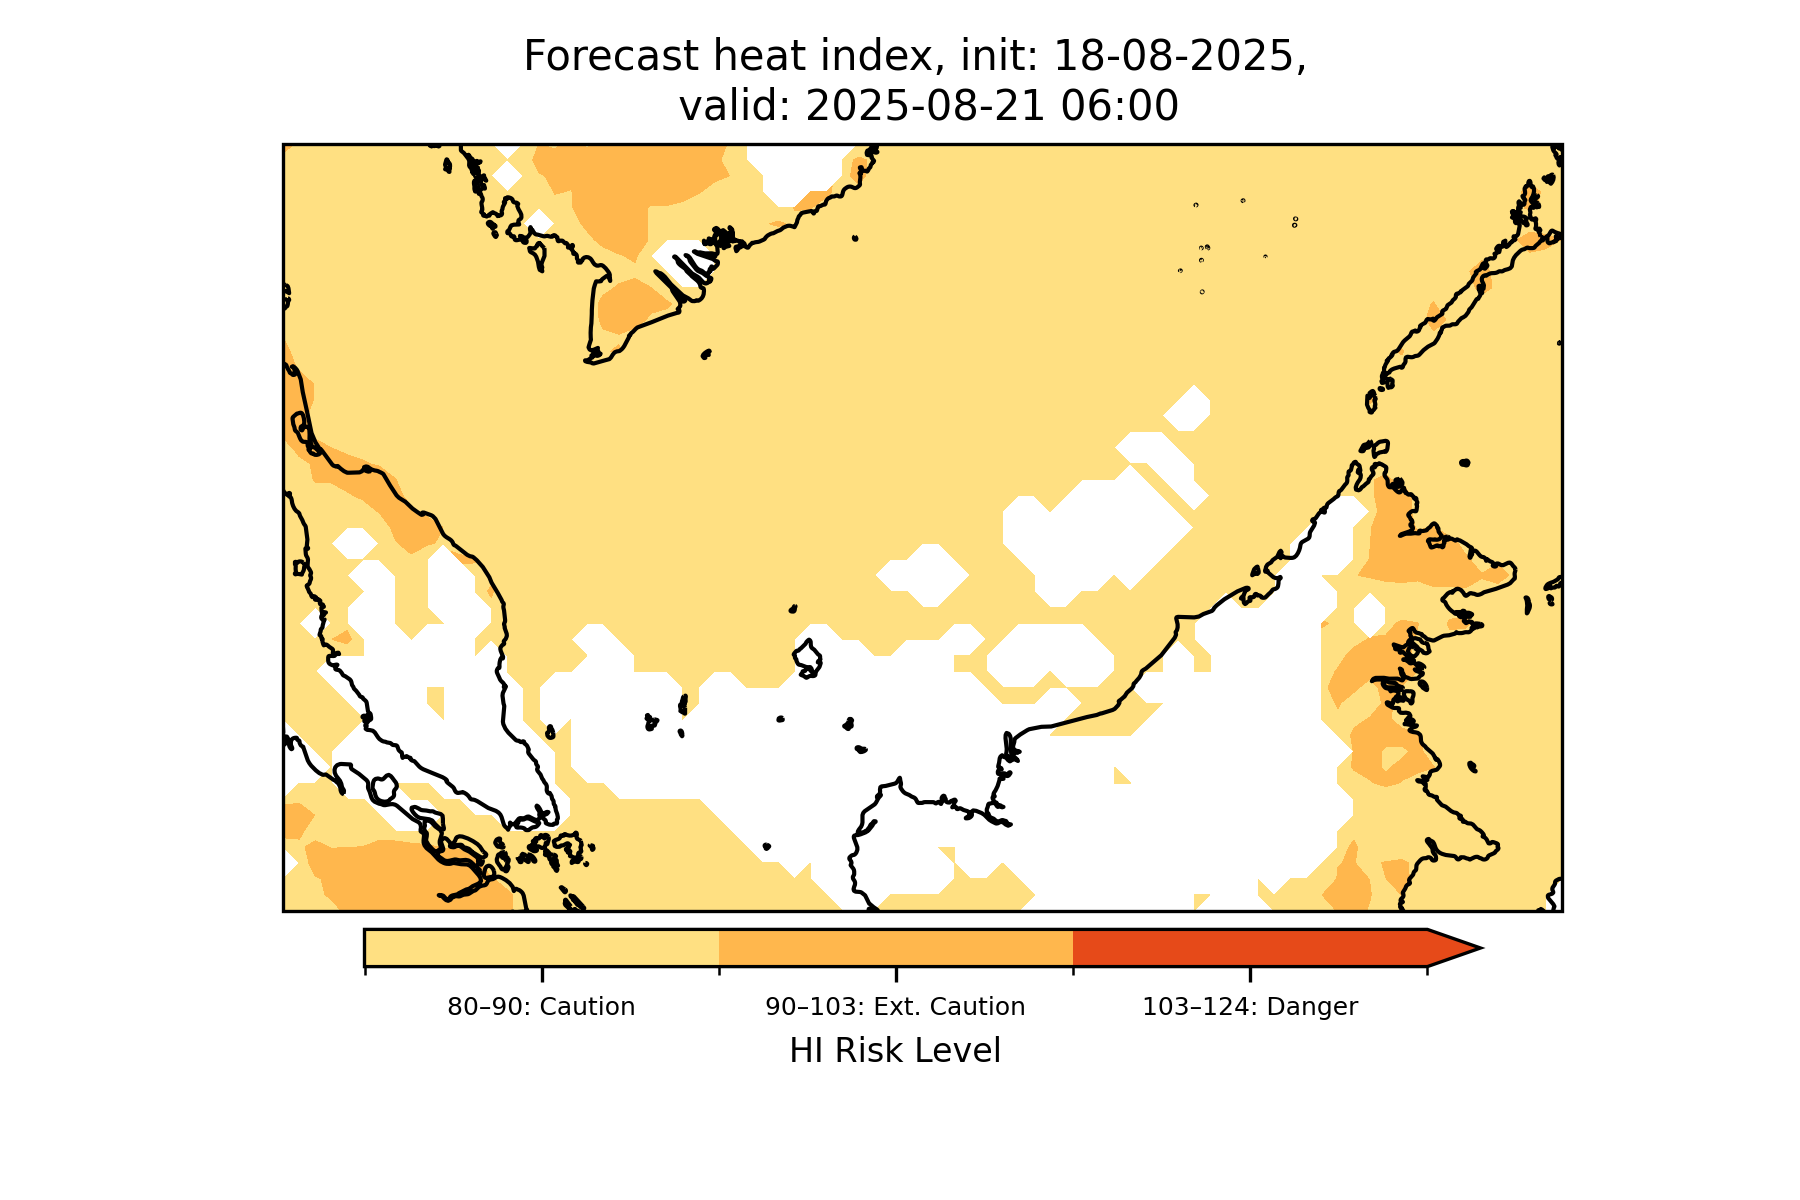 Forecast heat index, init: 18-08-2025,
valid: 2025-08-21 06:00
80–90: Caution
90–103: Ext. Caution
103–124: Danger
HI Risk Level